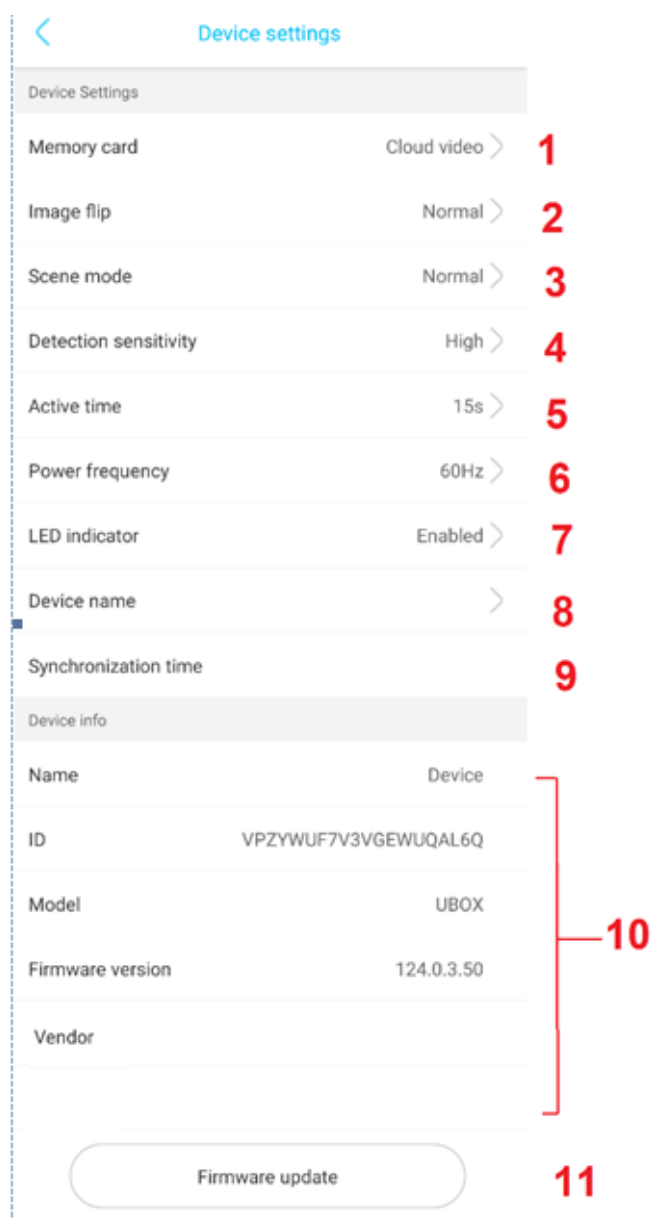 Device settings
Device Settings
Memory card Cloud video 1
Image flip Normal 2
Scene mode Normal 3
Detection sensitivity High 4
Active time 15s 5
Power frequency 60Hz 6
LED indicator Enabled 7
Device name 8
Synchronization time 9
Device info
Name Device
ID VPZYWUF7V3VGEWUQAL6Q
Model UBOX
10
Firmware version 124.0.3.50
Vendor
Firmware update 11